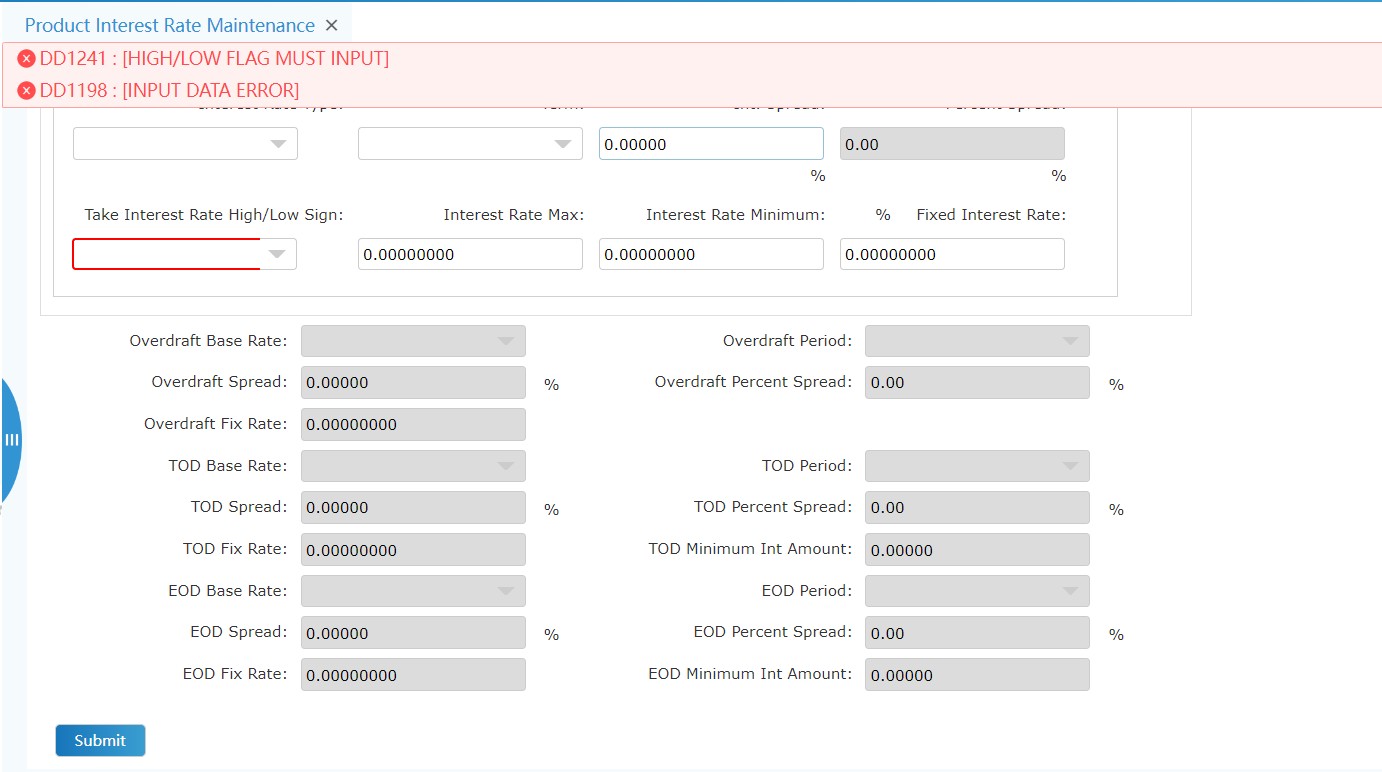 Product Interest Rate Maintenance ×
DD1241 : [HIGH/LOW FLAG MUST INPUT]
DD1198 : [INPUT DATA ERROR]
0.00000 0.00
% %
Take Interest Rate High/Low Sign: Interest Rate Max: Interest Rate Minimum: % Fixed Interest Rate:
0.00000000 0.00000000 0.00000000
Overdraft Base Rate: Overdraft Period:
Overdraft Spread: 0.00000 % Overdraft Percent Spread: 0.00 %
Overdraft Fix Rate: 0.00000000
TOD Base Rate: TOD Period:
TOD Spread: 0.00000 % TOD Percent Spread: 0.00 %
TOD Fix Rate: 0.00000000 TOD Minimum Int Amount: 0.00000
EOD Base Rate: EOD Period:
EOD Spread: 0.00000 % EOD Percent Spread: 0.00 %
EOD Fix Rate: 0.00000000 EOD Minimum Int Amount: 0.00000
Submit